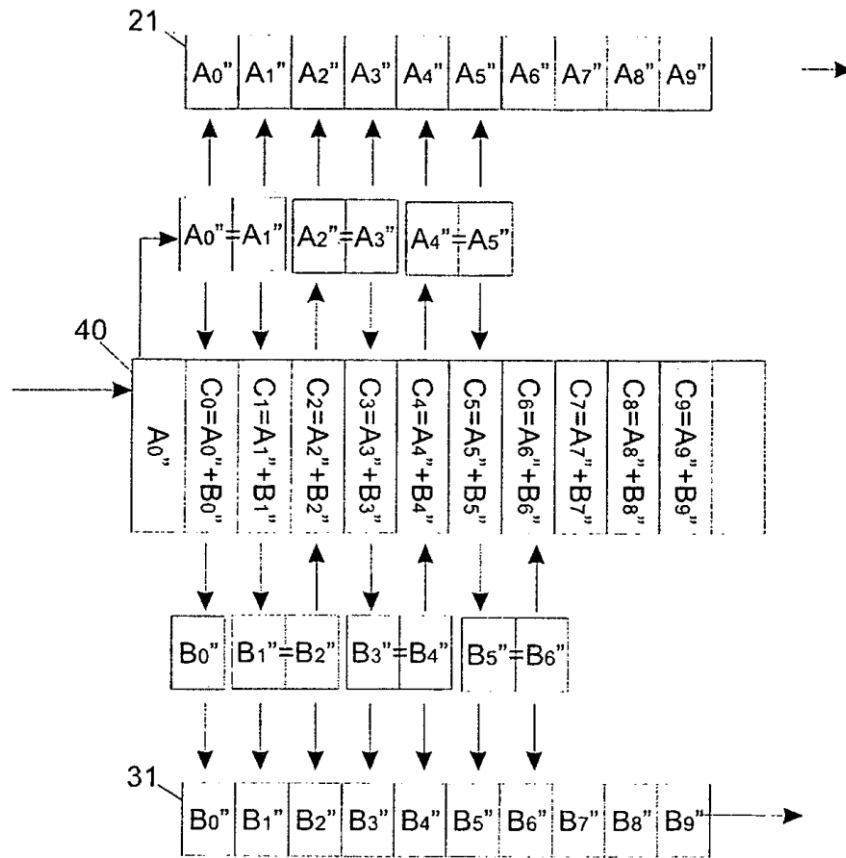 21
A0” A1” A2” A3” A4” A5” A6” A7” A8” A9”
A0”=A1” A2”=A3” A4”=A5”
40
A0” C0=A0”+B0” C1=A1”+B1” C2=A2”+B2” C3=A3”+B3” C4=A4”+B4” C5=A5”+B5” C6=A6”+B6” C7=A7”+B7” C8=A8”+B8” C9=A9”+B9”
B0” B1”=B2” B3”=B4” B5”=B6”
31
B0” B1” B2” B3” B4” B5” B6” B7” B8” B9”